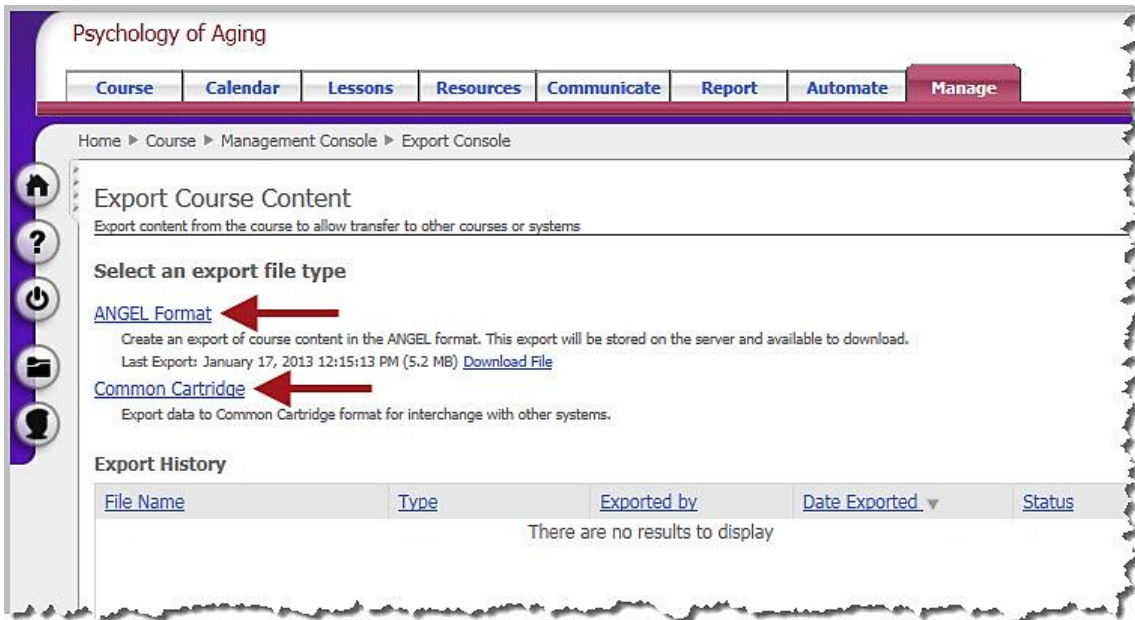 Psychology of Aging
Course Calendar Lessons Resources Communicate Report Automate Manage
Home ▶ Course ▶ Management Console ▶ Export Console
Export Course Content
Export content from the course to allow transfer to other courses or systems
Select an export file type
ANGEL Format
Create an export of course content in the ANGEL format. This export will be stored on the server and available to download.
Last Export: January 17, 2013 12:15:13 PM (5.2 MB) Download File
Common Cartridge
Export data to Common Cartridge format for interchange with other systems.
Export History
File Name Type Exported by Date Exported ▼ Status
There are no results to display
?